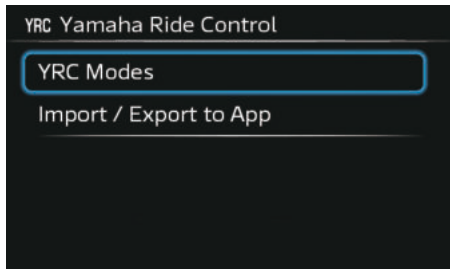 YRC Yamaha Ride Control
YRC Modes
Import / Export to App